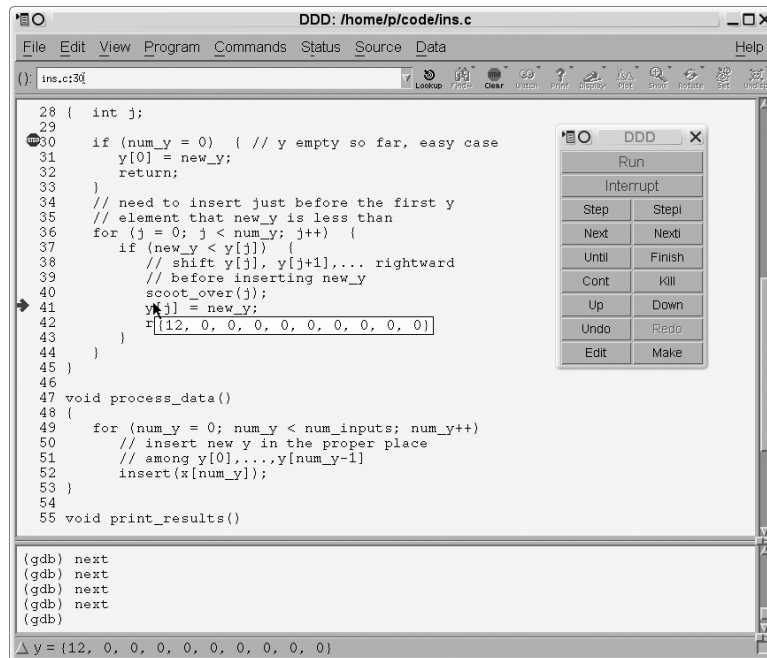 DDD: /home/p/code/ins.c
File Edit View Program Commands Status Source Data Help
(): ins.c:30
Lookup Find» Clear Watch Print Display Plot Show Rotate Set Undisp
28 {  int j;
29
30    if (num_y = 0)  { // y empty so far, easy case
31       y[0] = new_y;
32       return;
33    }
34    // need to insert just before the first y
35    // element that new_y is less than
36    for (j = 0; j < num_y; j++)  {
37       if (new_y < y[j])  {
38          // shift y[j], y[j+1],... rightward
39          // before inserting new_y
40          scoot_over(j);
41          y[j] = new_y;
42          r
{12, 0, 0, 0, 0, 0, 0, 0, 0, 0}
43       }
44    }
45 }
46
47 void process_data()
48 {
49    for (num_y = 0; num_y < num_inputs; num_y++)
50       // insert new y in the proper place
51       // among y[0],...,y[num_y-1]
52       insert(x[num_y]);
53 }
54
55 void print_results()
STOP
DDD
Run
Interrupt
Step Stepi
Next Nexti
Until Finish
Cont Kill
Up Down
Undo Redo
Edit Make
(gdb) next
(gdb) next
(gdb) next
(gdb) next
(gdb)
y = {12, 0, 0, 0, 0, 0, 0, 0, 0, 0}